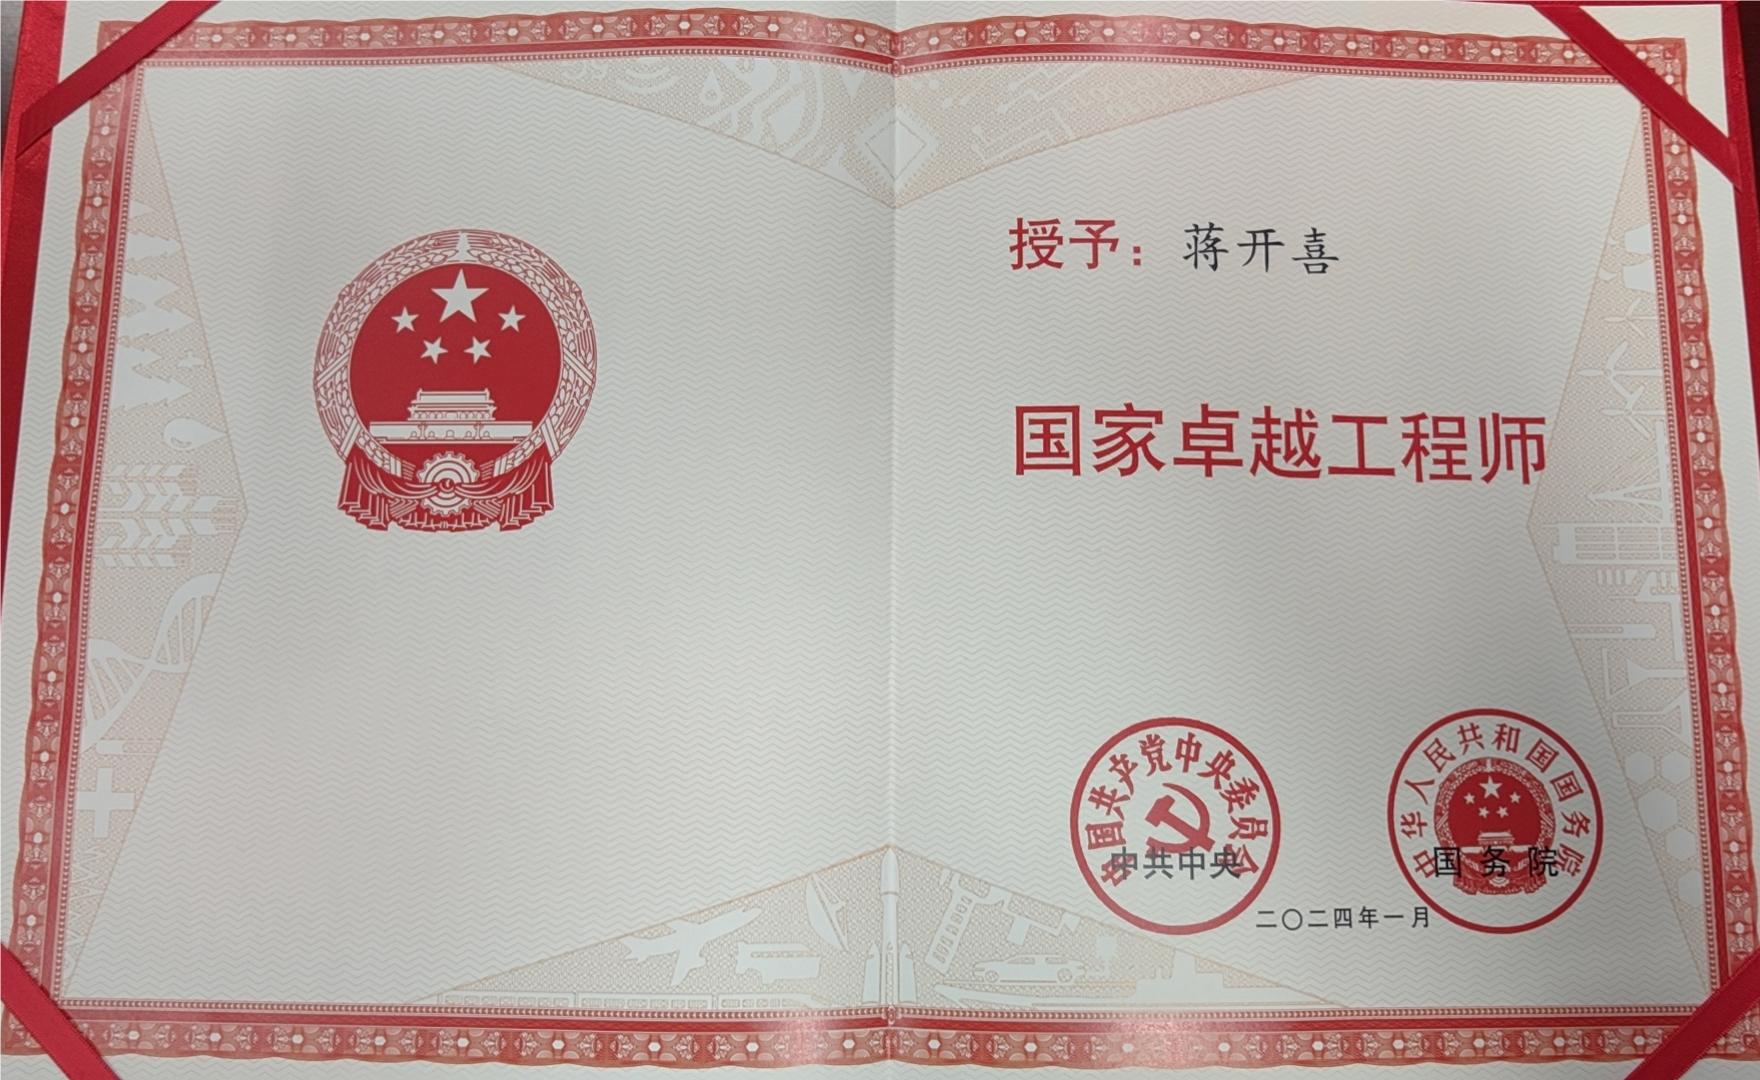 授予：蒋开喜
国家卓越工程师
中国共产党中央委员会
中共中央
中华人民共和国国务院
国务院
二〇二四年一月